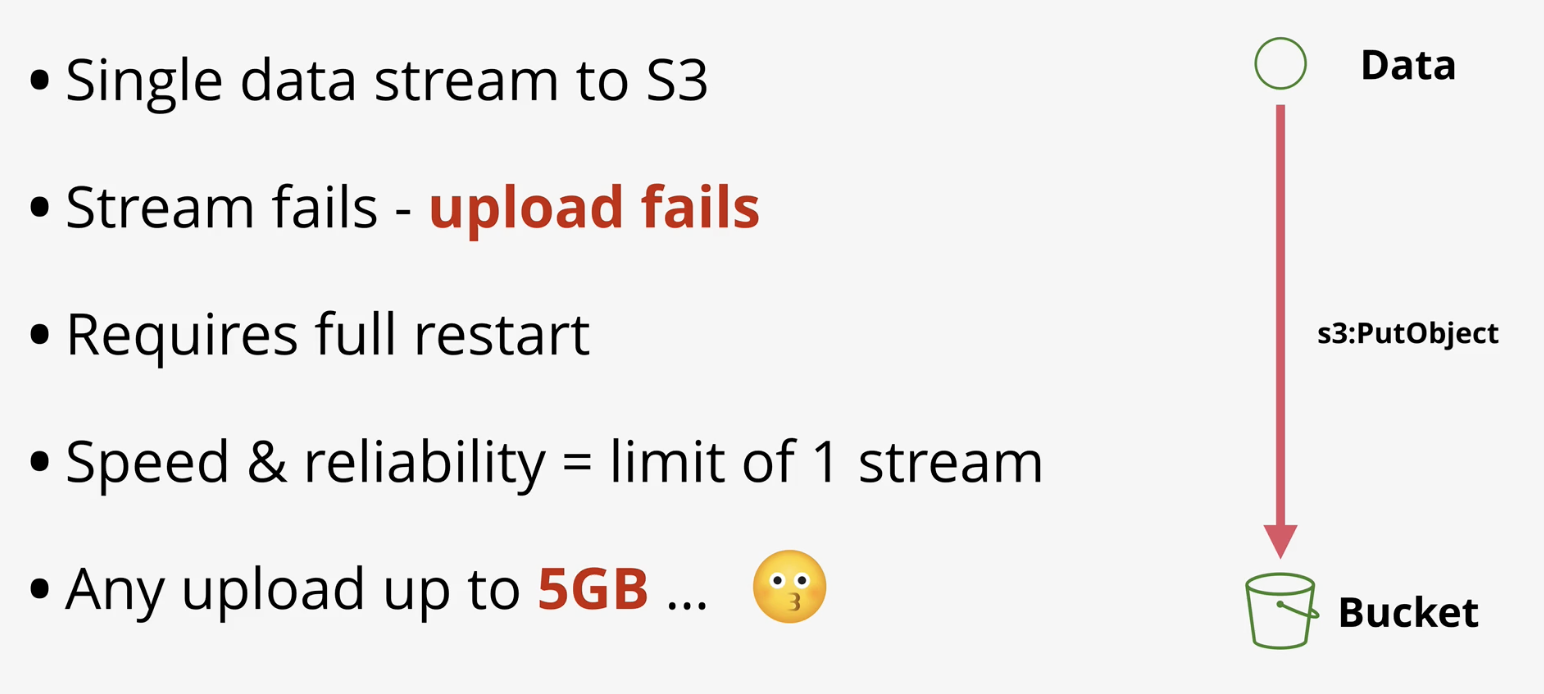 • Single data stream to S3
• Stream fails - upload fails
• Requires full restart
• Speed & reliability = limit of 1 stream
• Any upload up to 5GB ... 😗
Data
s3:PutObject
Bucket